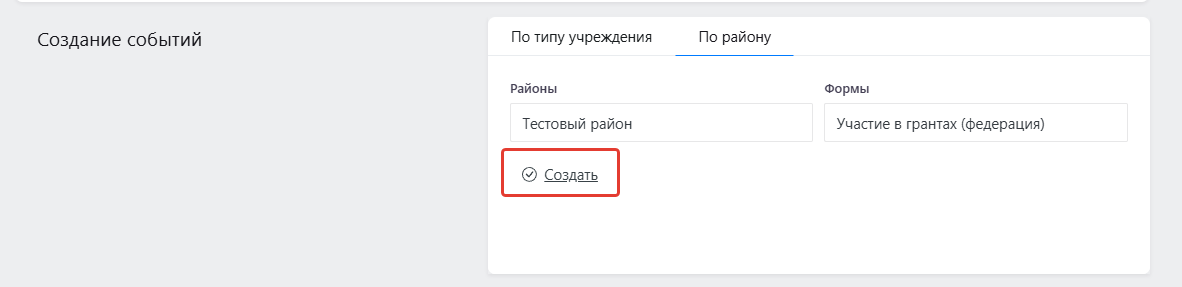 Создание событий
По типу учреждения
По району
Районы
Формы
Тестовый район
Участие в грантах (федерация)
Создать